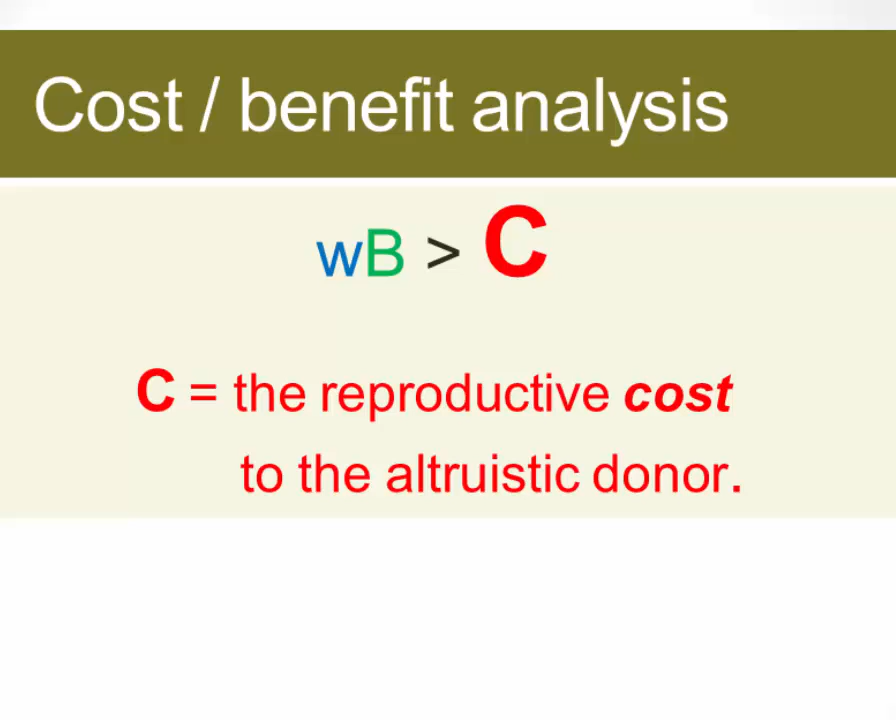 Cost / benefit analysis
wB > C
C = the reproductive cost
to the altruistic donor.